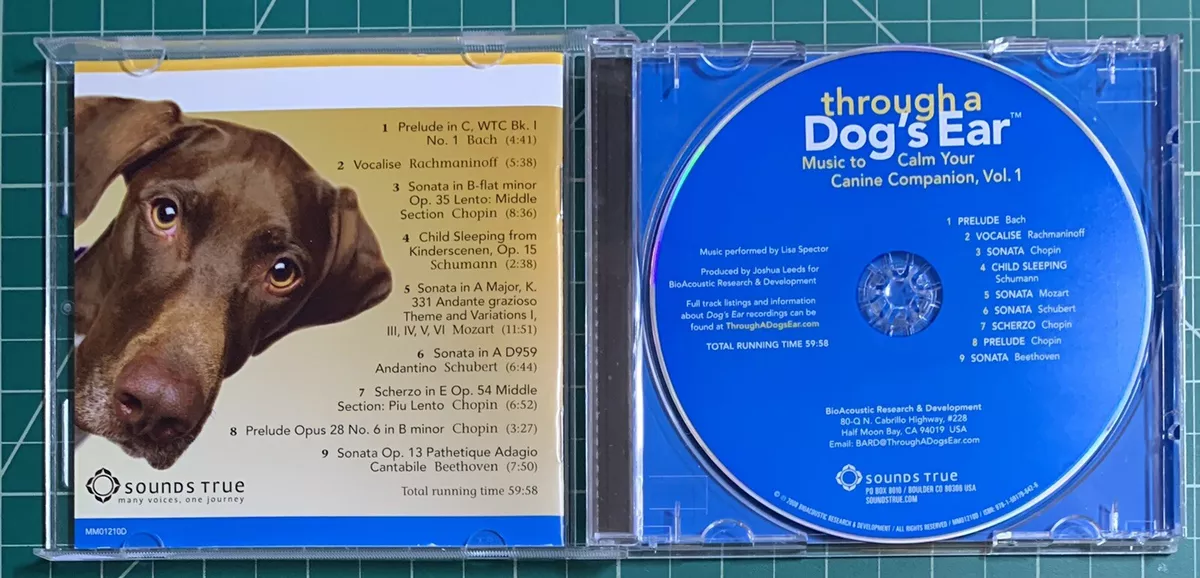 1 Prelude in C, WTC Bk. I
No. 1 Bach (4:41)
2 Vocalise Rachmaninoff (5:38)
3 Sonata in B-flat minor
Op. 35 Lento: Middle
Section Chopin (8:36)
4 Child Sleeping from
Kinderscenen, Op. 15
Schumann (2:38)
5 Sonata in A Major, K.
331 Andante grazioso
Theme and Variations I,
III, IV, V, VI Mozart (11:51)
6 Sonata in A D959
Andantino Schubert (6:44)
7 Scherzo in E Op. 54 Middle
Section: Piu Lento Chopin (6:52)
8 Prelude Opus 28 No. 6 in B minor Chopin (3:27)
9 Sonata Op. 13 Pathetique Adagio
Cantabile Beethoven (7:50)
Total running time 59:58
SOUNDS TRUE
many voices, one journey
MM01210D
through a
Dog's Ear™
Music to Calm Your
Canine Companion, Vol. 1
Music performed by Lisa Spector
Produced by Joshua Leeds for
BioAcoustic Research & Development
Full track listings and information
about Dog's Ear recordings can be
found at ThroughADogsEar.com
TOTAL RUNNING TIME 59:58
1 PRELUDE Bach
2 VOCALISE Rachmaninoff
3 SONATA Chopin
4 CHILD SLEEPING
Schumann
5 SONATA Mozart
6 SONATA Schubert
7 SCHERZO Chopin
8 PRELUDE Chopin
9 SONATA Beethoven
BioAcoustic Research & Development
80-Q N. Cabrillo Highway, #228
Half Moon Bay, CA 94019 USA
Email: BARD@ThroughADogsEar.com
SOUNDS TRUE
PO BOX 8010 / BOULDER CO 80306 USA
SOUNDSTRUE.COM
BIOACOUSTIC RESEARCH & DEVELOPMENT / ALL RIGHTS RESERVED / MM01210D / ISBN: